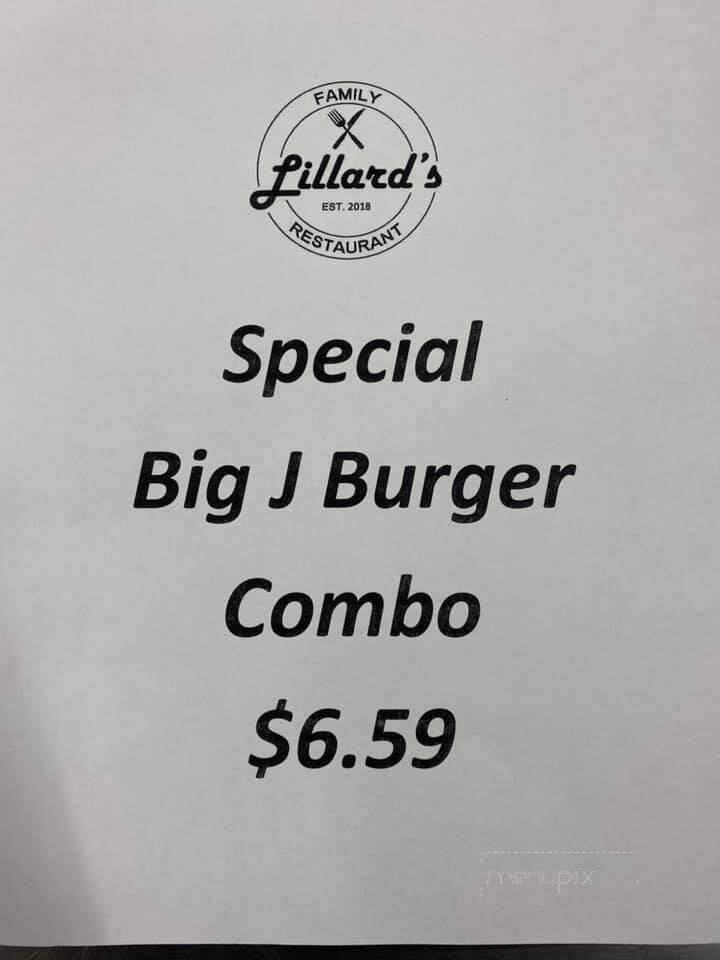 FAMILY
Lillard's
EST. 2018
RESTAURANT
Special
Big J Burger
Combo
$6.59
menupix